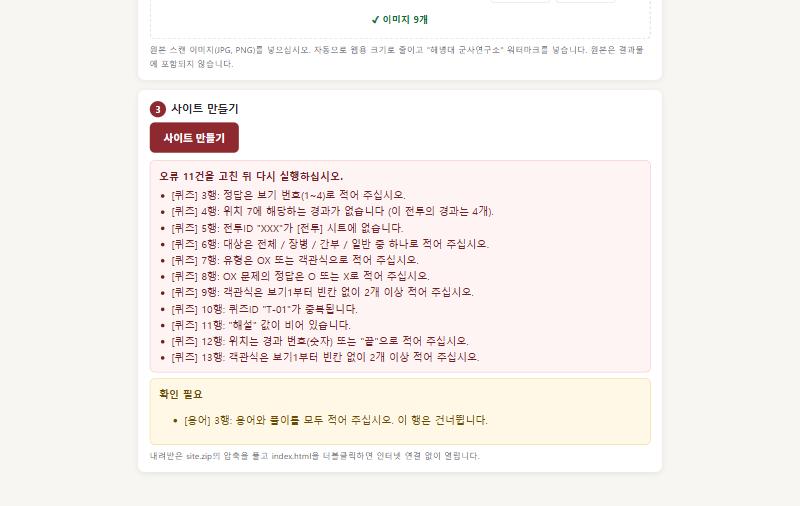 ✓ 이미지 9개
원본 스캔 이미지(JPG, PNG)를 넣으십시오. 자동으로 웹용 크기로 줄이고 "해병대 군사연구소" 워터마크를 넣습니다. 원본은 결과물
에 포함되지 않습니다.
3 사이트 만들기
사이트 만들기
오류 11건을 고친 뒤 다시 실행하십시오.
• [퀴즈] 3행: 정답은 보기 번호(1~4)로 적어 주십시오.
• [퀴즈] 4행: 위치 7에 해당하는 경과가 없습니다 (이 전투의 경과는 4개).
• [퀴즈] 5행: 전투ID "XXX"가 [전투] 시트에 없습니다.
• [퀴즈] 6행: 대상은 전체 / 장병 / 간부 / 일반 중 하나로 적어 주십시오.
• [퀴즈] 7행: 유형은 OX 또는 객관식으로 적어 주십시오.
• [퀴즈] 8행: OX 문제의 정답은 O 또는 X로 적어 주십시오.
• [퀴즈] 9행: 객관식은 보기1부터 빈칸 없이 2개 이상 적어 주십시오.
• [퀴즈] 10행: 퀴즈ID "T-01"가 중복됩니다.
• [퀴즈] 11행: "해설" 값이 비어 있습니다.
• [퀴즈] 12행: 위치는 경과 번호(숫자) 또는 "끝"으로 적어 주십시오.
• [퀴즈] 13행: 객관식은 보기1부터 빈칸 없이 2개 이상 적어 주십시오.
확인 필요
• [용어] 3행: 용어와 풀이를 모두 적어 주십시오. 이 행은 건너뜁니다.
내려받은 site.zip의 압축을 풀고 index.html을 더블클릭하면 인터넷 연결 없이 열립니다.